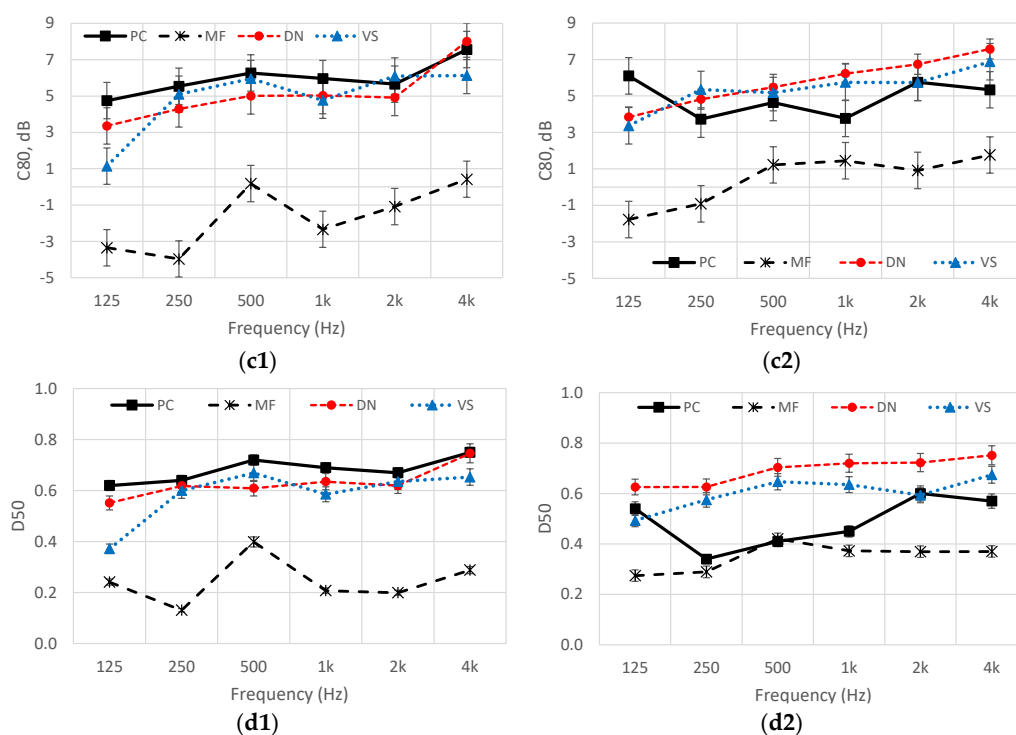 9
7
5
3
1
-1
-3
-5
C80, dB
PC MF DN VS
125 250 500 1k 2k 4k
Frequency (Hz)
(c1)
9
7
5
3
1
-1
-3
-5
C80, dB
PC MF DN VS
125 250 500 1k 2k 4k
Frequency (Hz)
(c2)
1.0
0.8
0.6
0.4
0.2
0.0
D50
PC MF DN VS
125 250 500 1k 2k 4k
Frequency (Hz)
(d1)
1.0
0.8
0.6
0.4
0.2
0.0
D50
PC MF DN VS
125 250 500 1k 2k 4k
Frequency (Hz)
(d2)